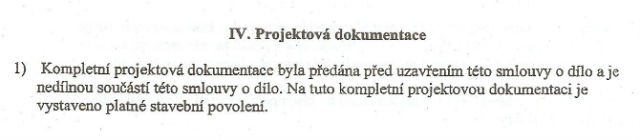 IV. Projektová dokumentace
1) Kompletní projektová dokumentace byla předána před uzavřením této smlouvy o dílo a je
nedílnou součástí této smlouvy o dílo. Na tuto kompletní projektovou dokumentaci je
vystaveno platné stavební povolení.